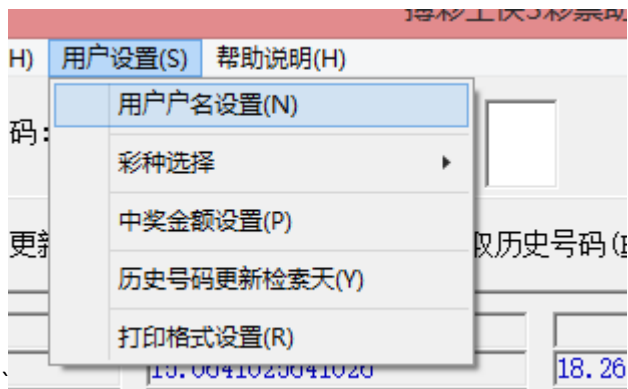 H) 用户设置(S) 帮助说明(H)
用户户名设置(N)
码:
彩种选择
中奖金额设置(P)
更新 取历史号码(
历史号码更新检索天(Y)
打印格式设置(R)
18.26